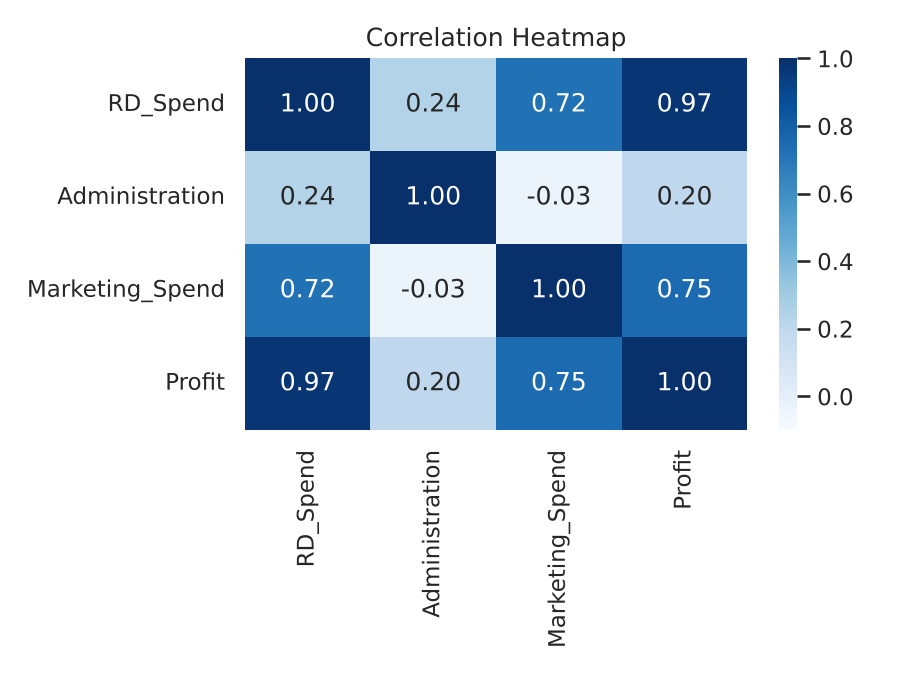 Correlation Heatmap
RD_Spend 1.00 0.24 0.72 0.97
Administration 0.24 1.00 -0.03 0.20
Marketing_Spend 0.72 -0.03 1.00 0.75
Profit 0.97 0.20 0.75 1.00
RD_Spend Administration Marketing_Spend Profit
1.0
0.8
0.6
0.4
0.2
0.0